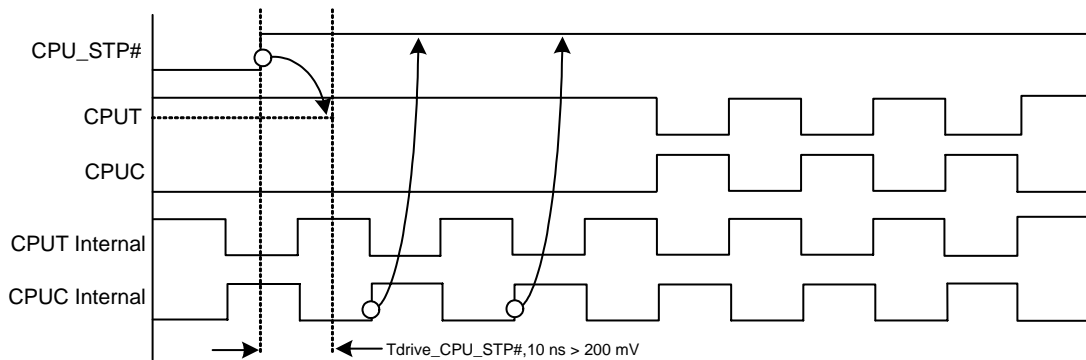 CPU_STP#
CPUT
CPUC
CPUT Internal
CPUC Internal
Tdrive_CPU_STP#,10 ns > 200 mV